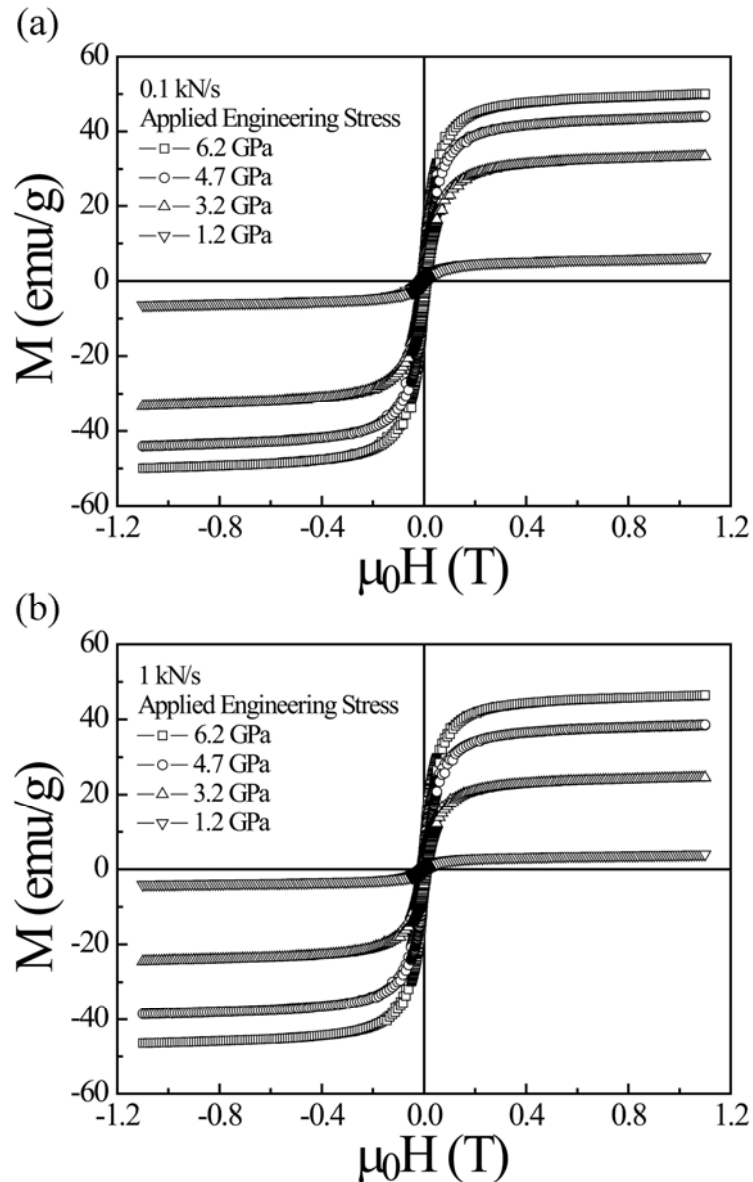 (a)
60
40
20
0
-20
-40
-60
M (emu/g)
0.1 kN/s
Applied Engineering Stress
6.2 GPa
4.7 GPa
3.2 GPa
1.2 GPa
-1.2 -0.8 -0.4 0.0 0.4 0.8 1.2
μ₀H (T)
(b)
60
40
20
0
-20
-40
-60
M (emu/g)
1 kN/s
Applied Engineering Stress
6.2 GPa
4.7 GPa
3.2 GPa
1.2 GPa
-1.2 -0.8 -0.4 0.0 0.4 0.8 1.2
μ₀H (T)